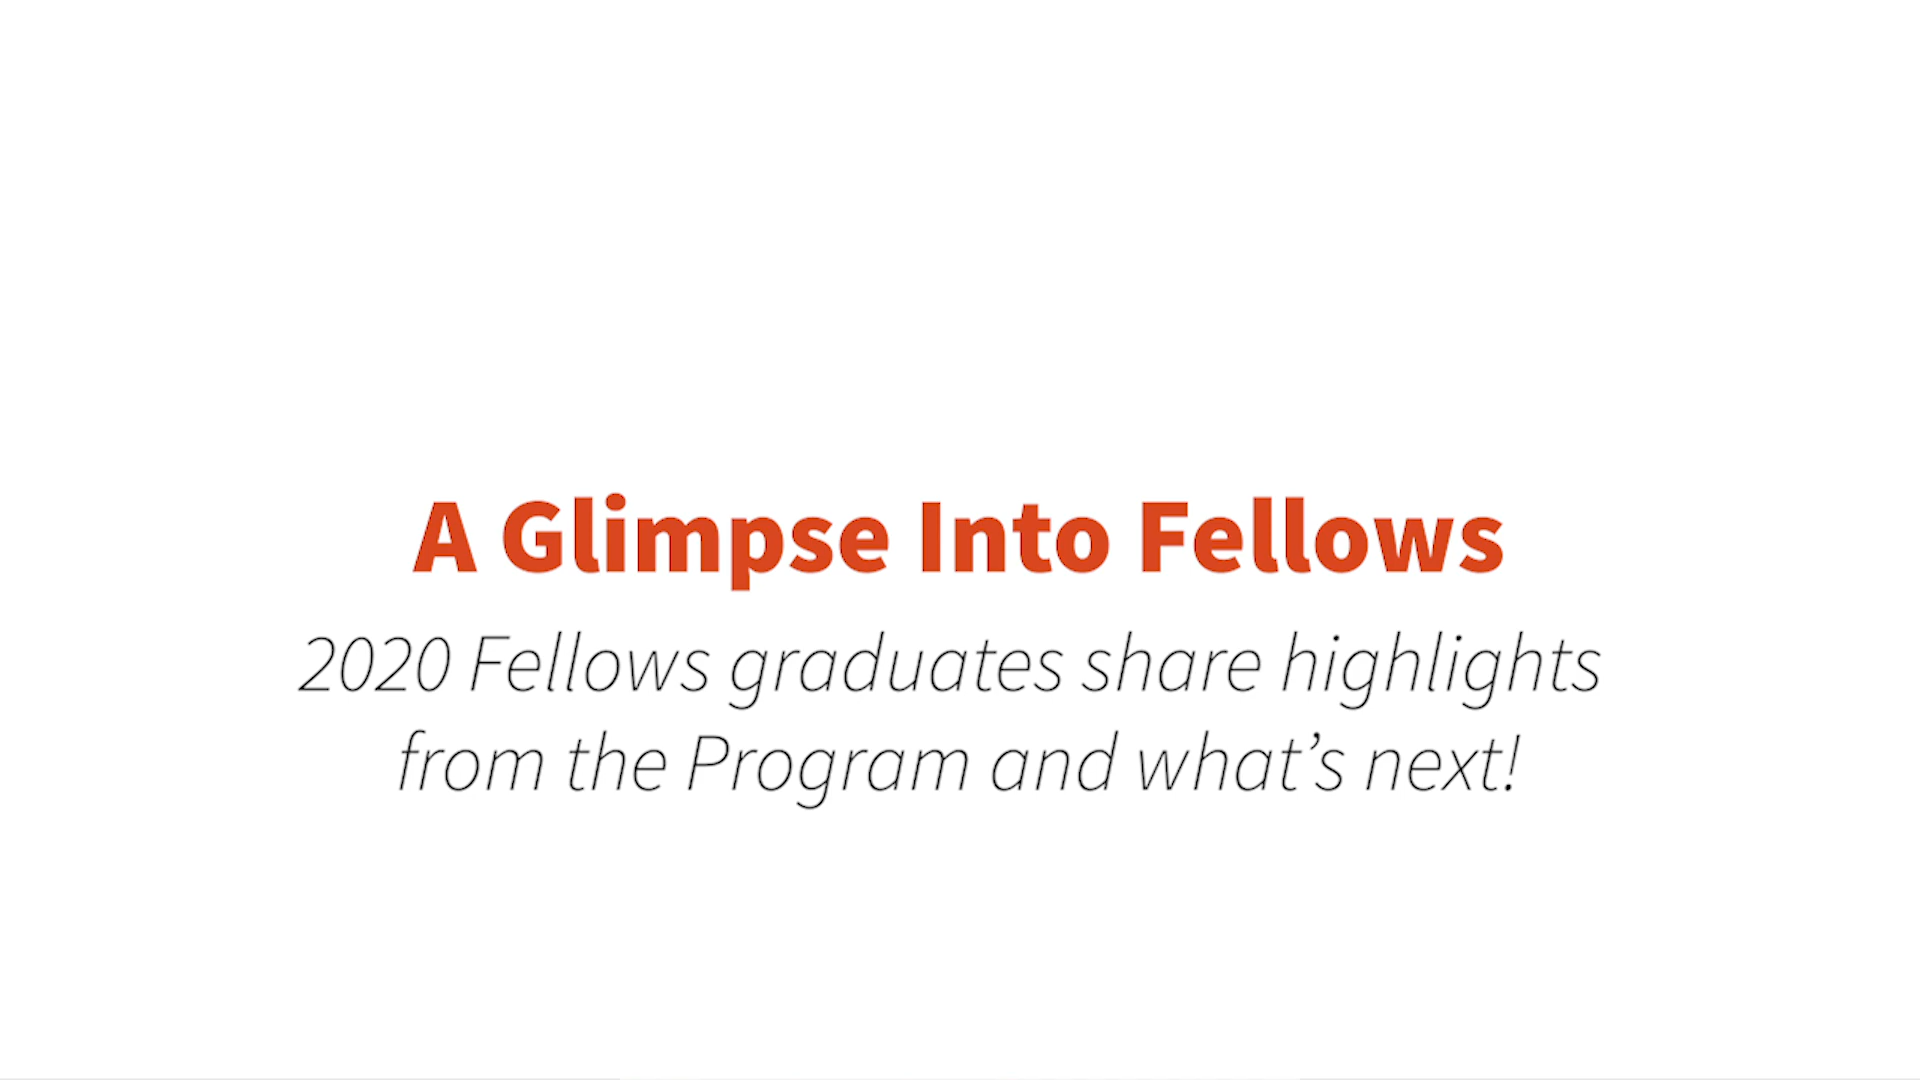 A Glimpse Into Fellows
2020 Fellows graduates share highlights
from the Program and what’s next!